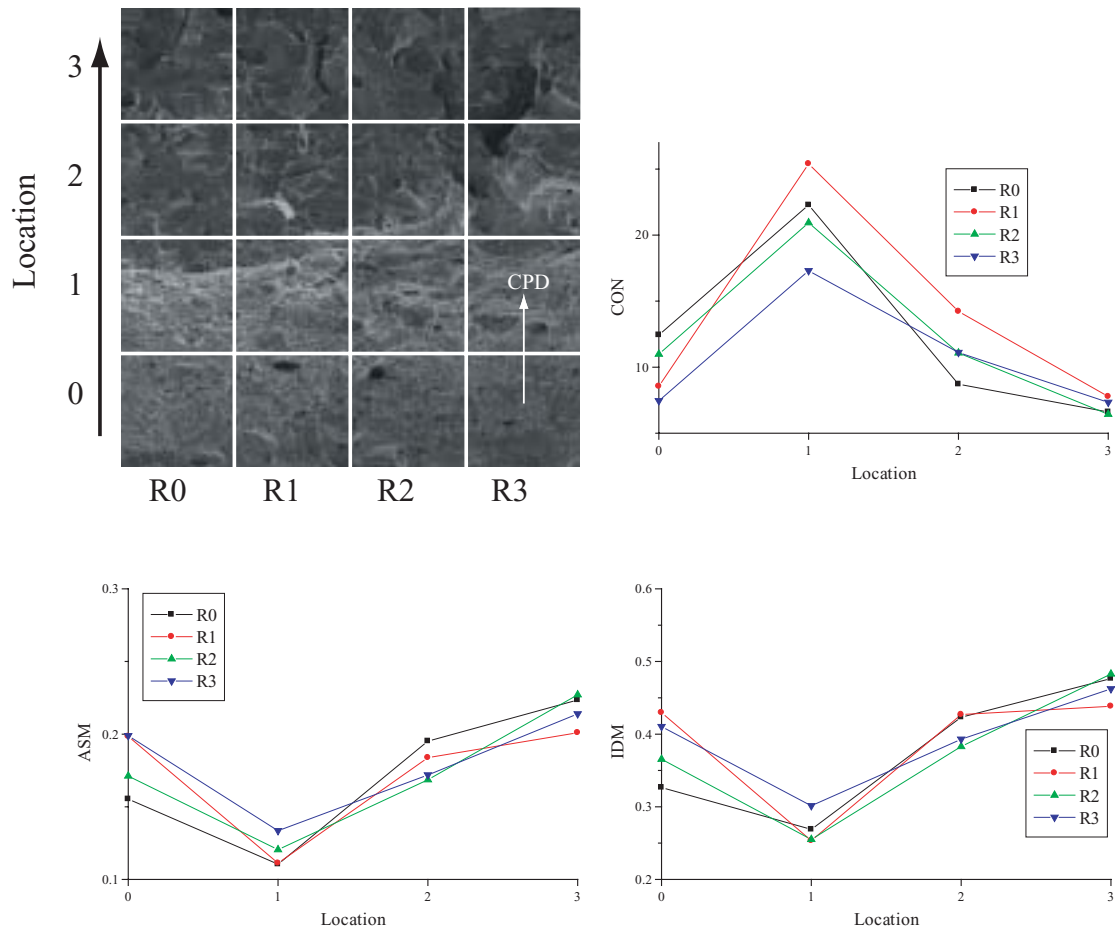 Location
3
2
1
0
CPD
R0 R1 R2 R3
CON
20
10
R0
R1
R2
R3
0 1 2 3
Location
ASM
0.3
0.2
0.1
R0
R1
R2
R3
0 1 2 3
Location
IDM
0.6
0.5
0.4
0.3
0.2
R0
R1
R2
R3
0 1 2 3
Location